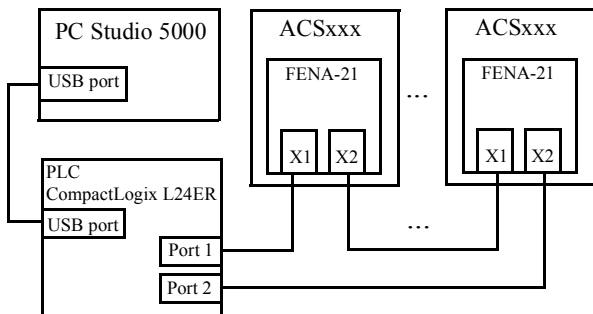 PC Studio 5000
USB port
ACSxxx
FENA-21
X1 X2
...
ACSxxx
FENA-21
X1 X2
...
PLC
CompactLogix L24ER
USB port
Port 1
Port 2